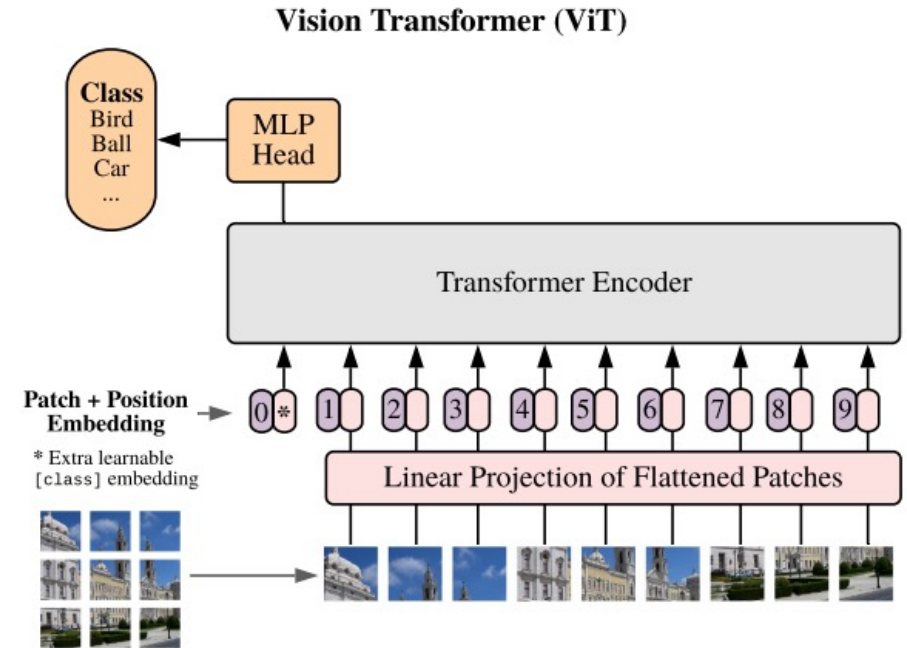 Vision Transformer (ViT)
Class
Bird
Ball
Car
...
MLP
Head
Transformer Encoder
Patch + Position
Embedding
0 * 1 2 3 4 5 6 7 8 9
* Extra learnable
[class] embedding
Linear Projection of Flattened Patches